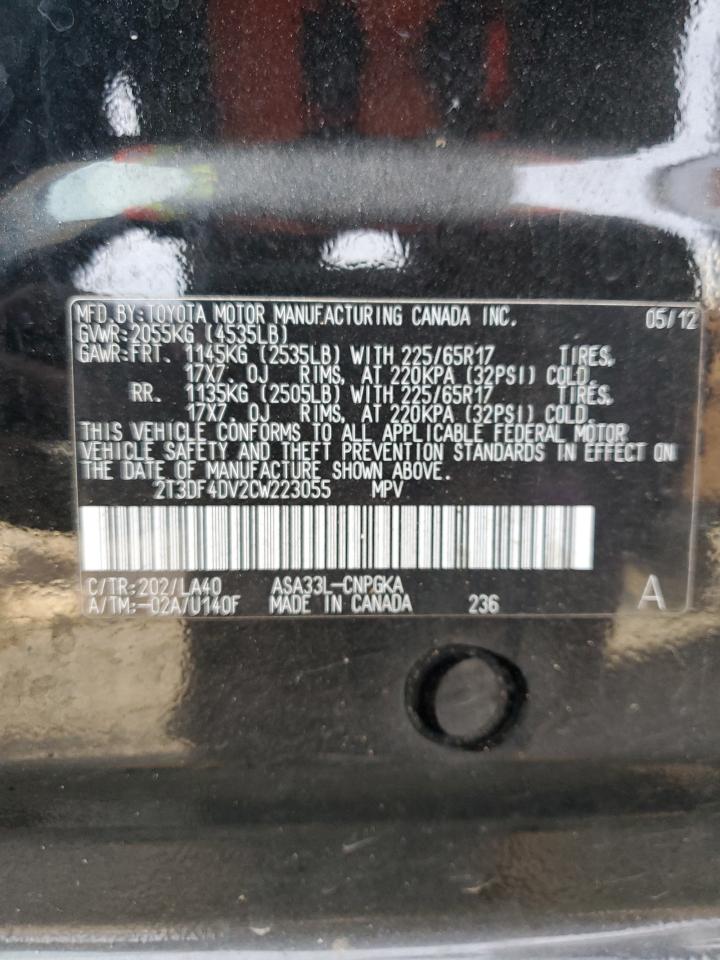 MFD. BY: TOYOTA MOTOR MANUFACTURING CANADA INC. 05/12
GVWR: 2055KG (4535LB)
GAWR: FRT. 1145KG (2535LB) WITH 225/65R17 TIRES,
17X7. 0J RIMS, AT 220KPA (32PSI) COLD,
RR. 1135KG (2505LB) WITH 225/65R17 TIRES,
17X7. 0J RIMS, AT 220KPA (32PSI) COLD,
THIS VEHICLE CONFORMS TO ALL APPLICABLE FEDERAL MOTOR
VEHICLE SAFETY AND THEFT PREVENTION STANDARDS IN EFFECT ON
THE DATE OF MANUFACTURE SHOWN ABOVE.
2T3DF4DV2CW223055 MPV
C/TR: 202/LA40 ASA33L-CNPGKA
A/TM: -02A/U140F MADE IN CANADA 236 A